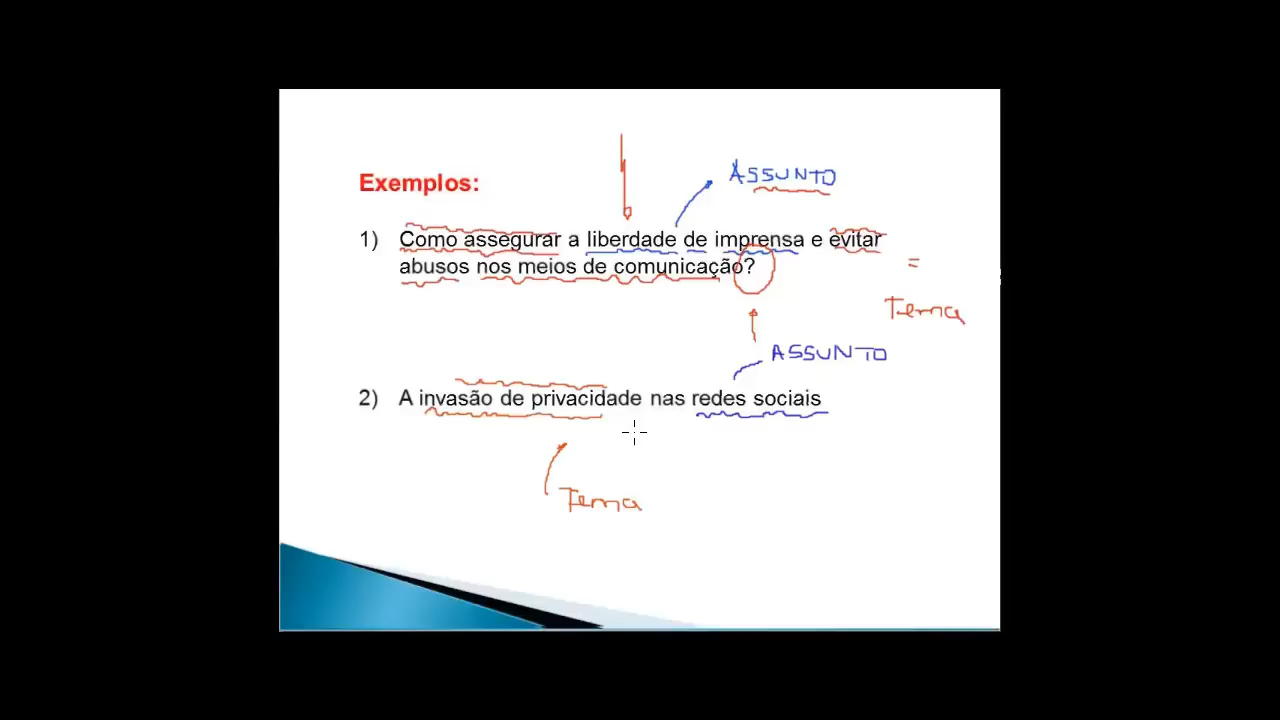 ASSUNTO
Exemplos:
1) Como assegurar a liberdade de imprensa e evitar
abusos nos meios de comunicação?
=
Tema
ASSUNTO
2) A invasão de privacidade nas redes sociais
Tema